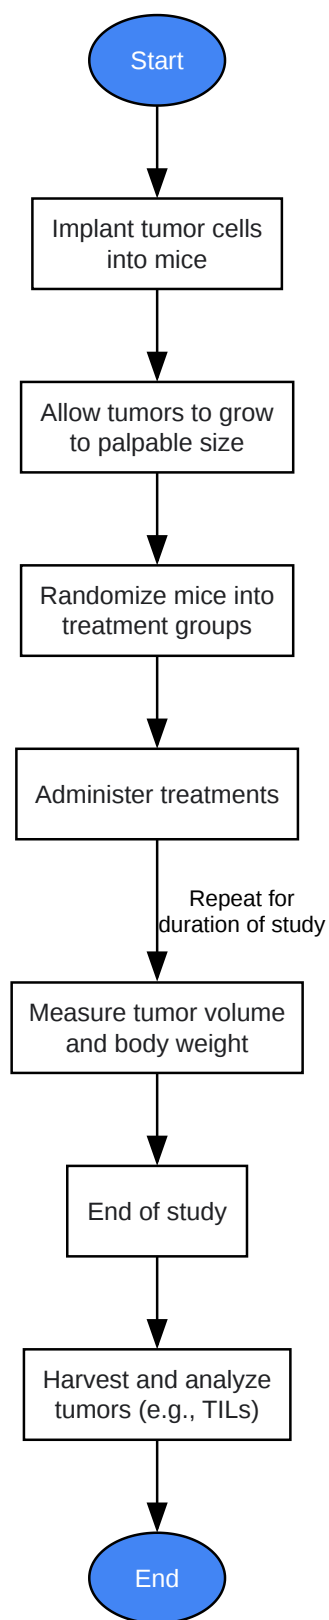 Start
Implant tumor cells
into mice
Allow tumors to grow
to palpable size
Randomize mice into
treatment groups
Administer treatments
Repeat for
duration of study
Measure tumor volume
and body weight
End of study
Harvest and analyze
tumors (e.g., TILs)
End